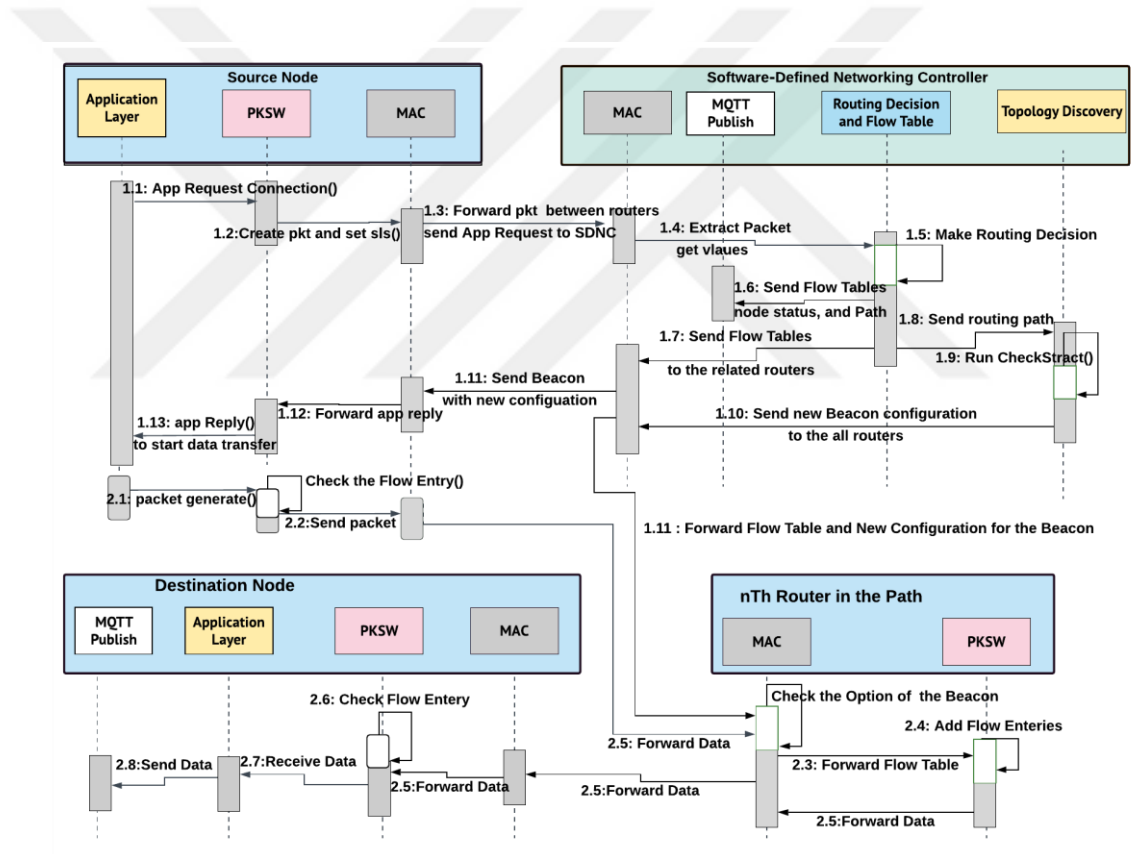 Source Node
Application
Layer
PKSW
MAC
Software-Defined Networking Controller
MAC
MQTT
Publish
Routing Decision
and Flow Table
Topology Discovery
1.1: App Request Connection()
1.2:Create pkt and set sls()
1.3: Forward pkt between routers
send App Request to SDNC
1.4: Extract Packet
get vlaues
1.5: Make Routing Decision
1.6: Send Flow Tables
node status, and Path
1.7: Send Flow Tables
to the related routers
1.8: Send routing path
1.9: Run CheckStract()
1.10: Send new Beacon configuration
to the all routers
1.11: Send Beacon
with new configuation
1.12: Forward app reply
1.13: app Reply()
to start data transfer
2.1: packet generate()
Check the Flow Entry()
2.2:Send packet
1.11 : Forward Flow Table and New Configuration for the Beacon
Destination Node
MQTT
Publish
Application
Layer
PKSW
MAC
nTh Router in the Path
MAC
PKSW
Check the Option of the Beacon
2.4: Add Flow Enteries
2.3: Forward Flow Table
2.5: Forward Data
2.5:Forward Data
2.5:Forward Data
2.5:Forward Data
2.6: Check Flow Entery
2.7:Receive Data
2.8:Send Data